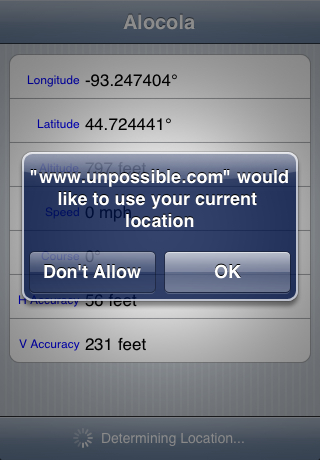 Alocola
Longitude -93.247404°
Latitude 44.724441°
Altitude 797 feet
"www.unpossible.com" would
like to use your current
location
Speed 0 mph
Don't Allow OK
Course 0°
H Accuracy 56 feet
V Accuracy 231 feet
Determining Location...